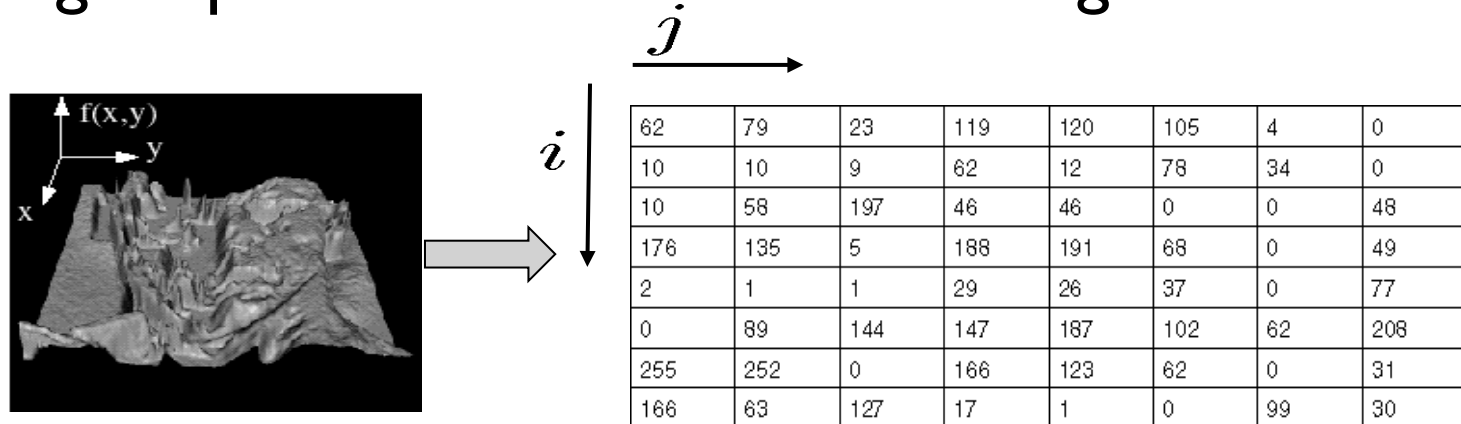 j
f(x,y)
y
x
i
62 79 23 119 120 105 4 0
10 10 9 62 12 78 34 0
10 58 197 46 46 0 0 48
176 135 5 188 191 68 0 49
2 1 1 29 26 37 0 77
0 89 144 147 187 102 62 208
255 252 0 166 123 62 0 31
166 63 127 17 1 0 99 30